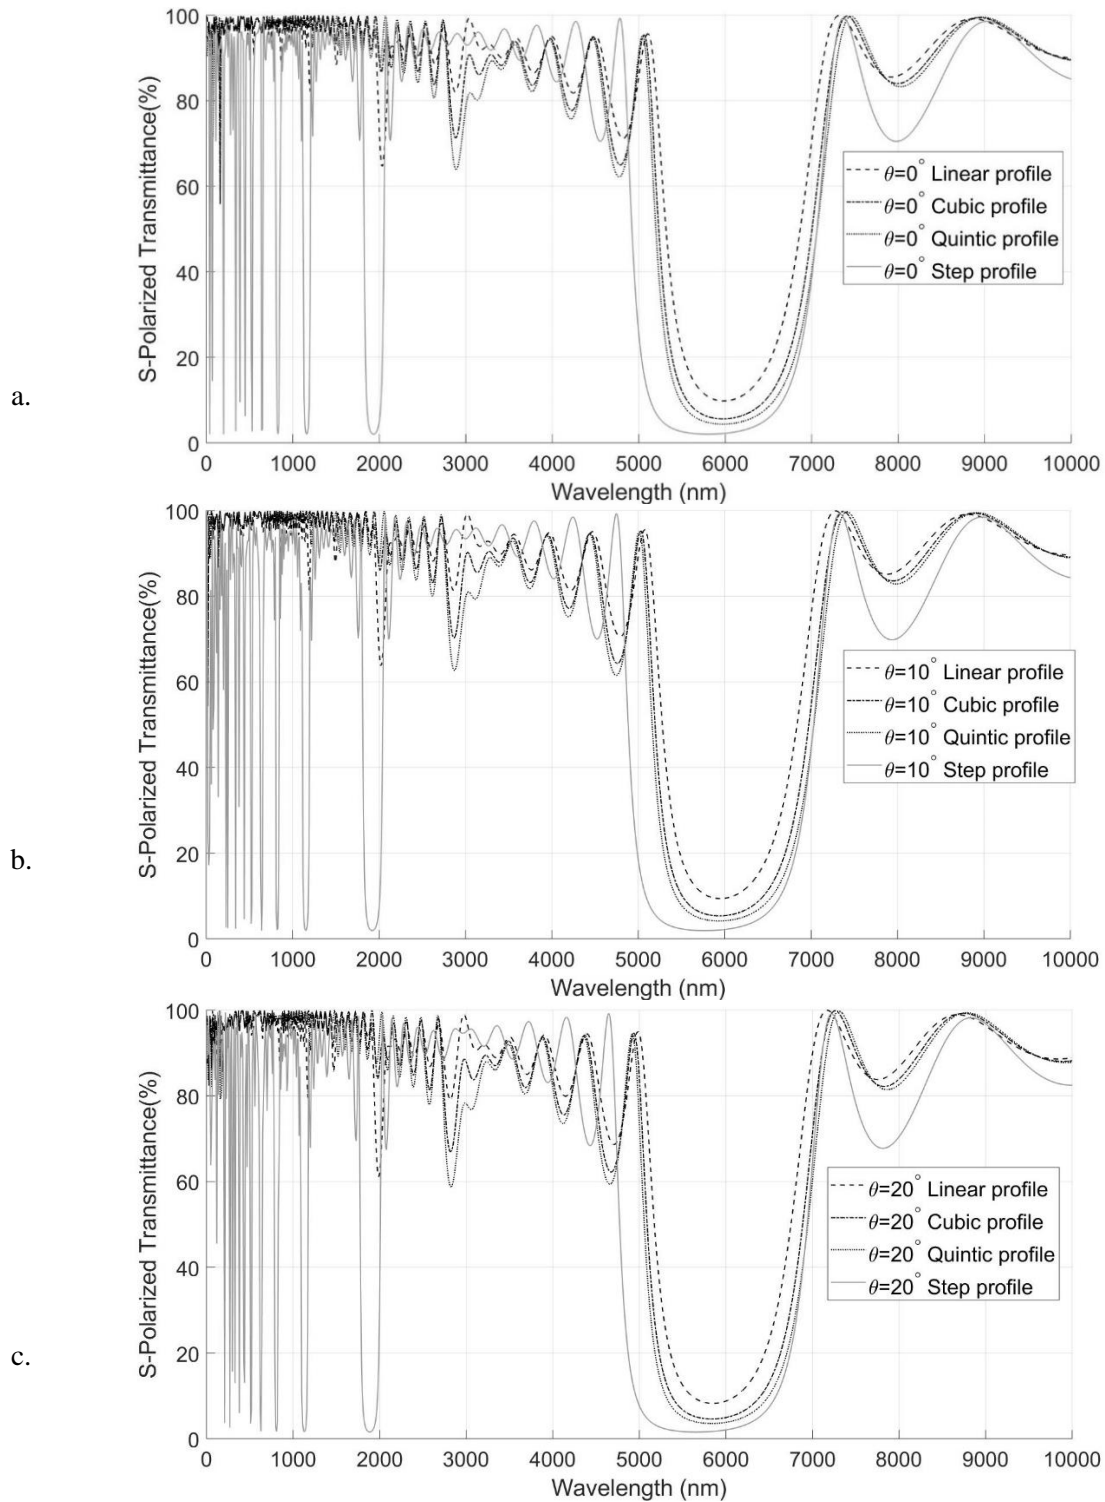 a.
S-Polarized Transmittance(%)
100
80
60
40
20
0
θ=0° Linear profile
θ=0° Cubic profile
θ=0° Quintic profile
θ=0° Step profile
0 1000 2000 3000 4000 5000 6000 7000 8000 9000 10000
Wavelength (nm)
b.
S-Polarized Transmittance(%)
100
80
60
40
20
0
θ=10° Linear profile
θ=10° Cubic profile
θ=10° Quintic profile
θ=10° Step profile
0 1000 2000 3000 4000 5000 6000 7000 8000 9000 10000
Wavelength (nm)
c.
S-Polarized Transmittance(%)
100
80
60
40
20
0
θ=20° Linear profile
θ=20° Cubic profile
θ=20° Quintic profile
θ=20° Step profile
0 1000 2000 3000 4000 5000 6000 7000 8000 9000 10000
Wavelength (nm)